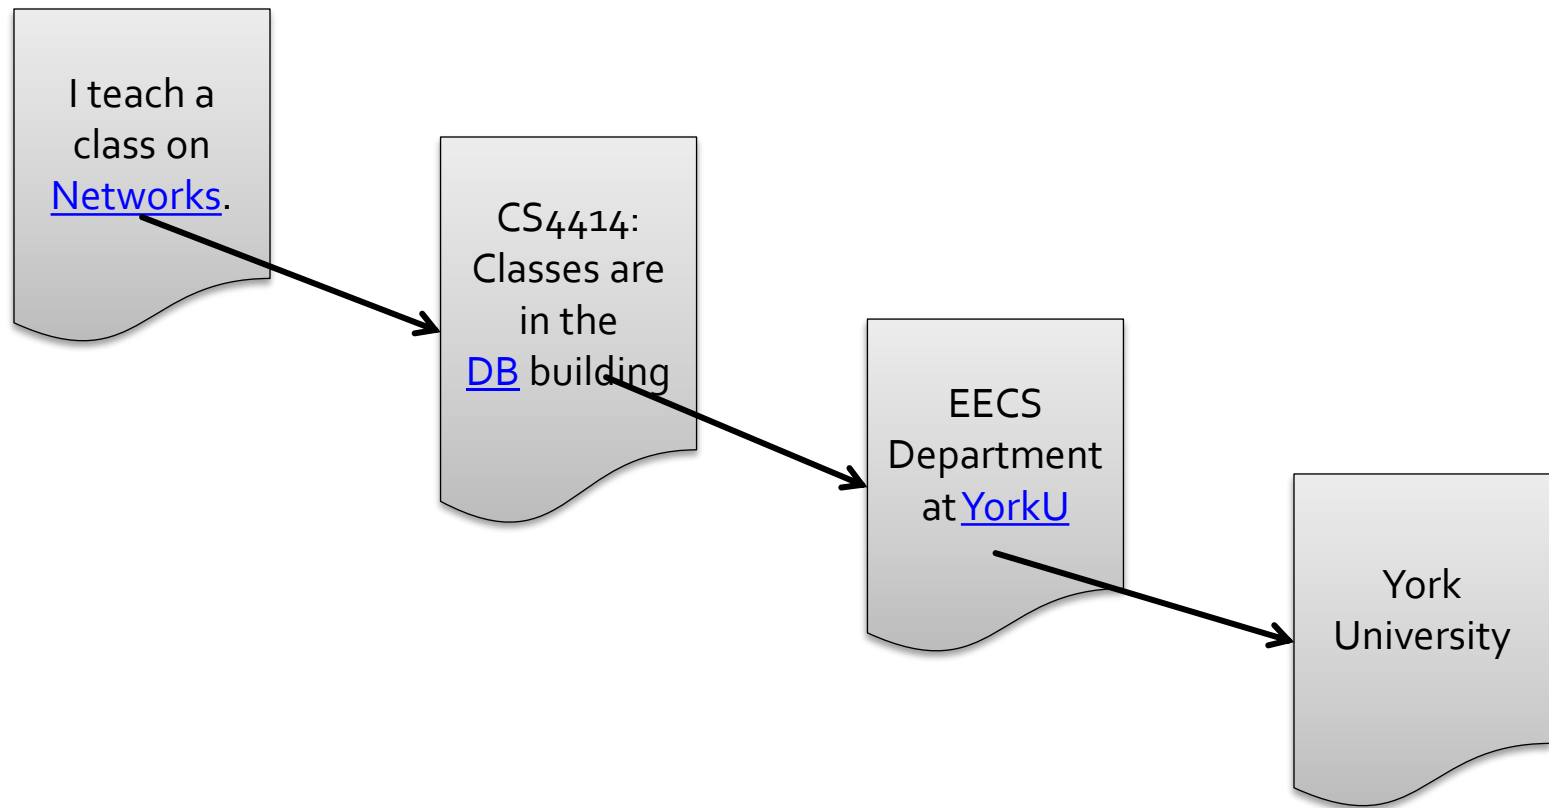 I teach a
class on
Networks.
CS4414:
Classes are
in the
DB building
EECS
Department
at YorkU
York
University